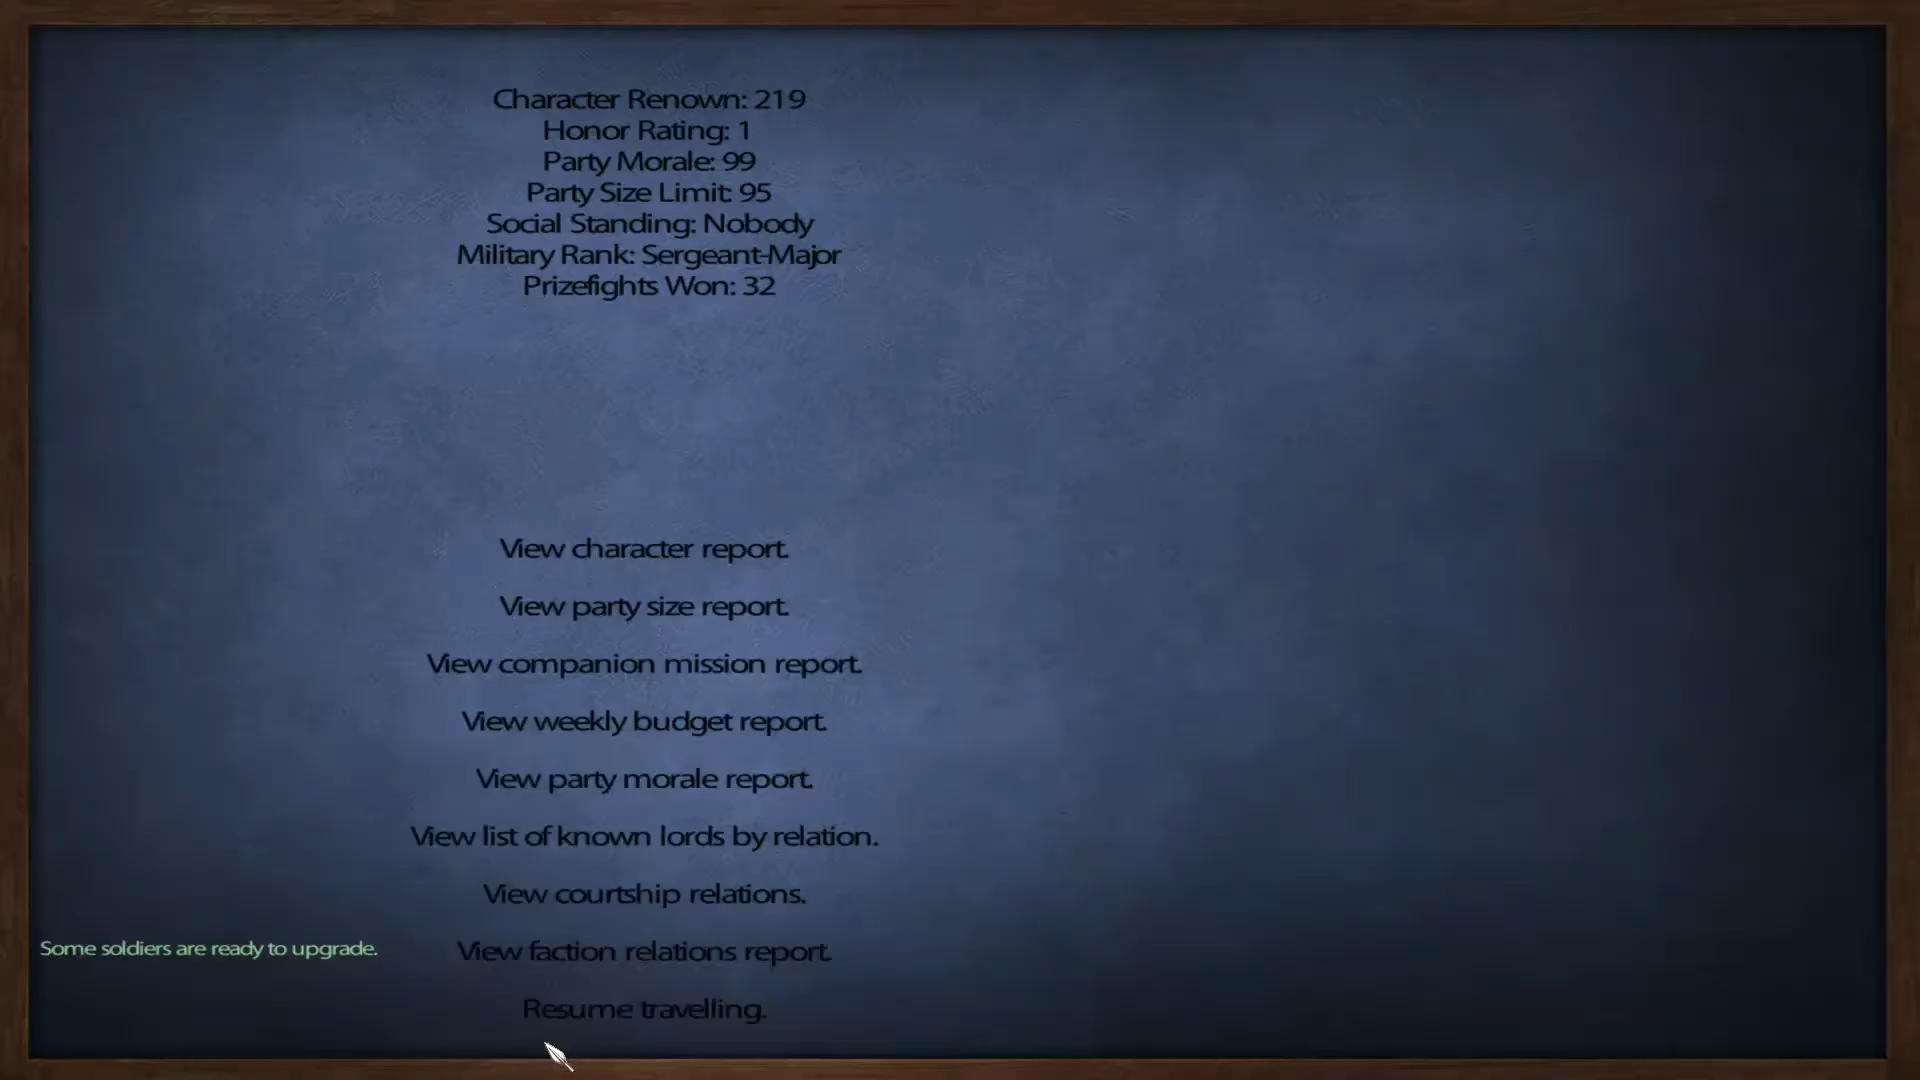 Character Renown: 219
Honor Rating: 1
Party Morale: 99
Party Size Limit: 95
Social Standing: Nobody
Military Rank: Sergeant-Major
Prizefights Won: 32
View character report.
View party size report.
View companion mission report.
View weekly budget report.
View party morale report.
View list of known lords by relation.
View courtship relations.
Some soldiers are ready to upgrade.
View faction relations report.
Resume travelling.